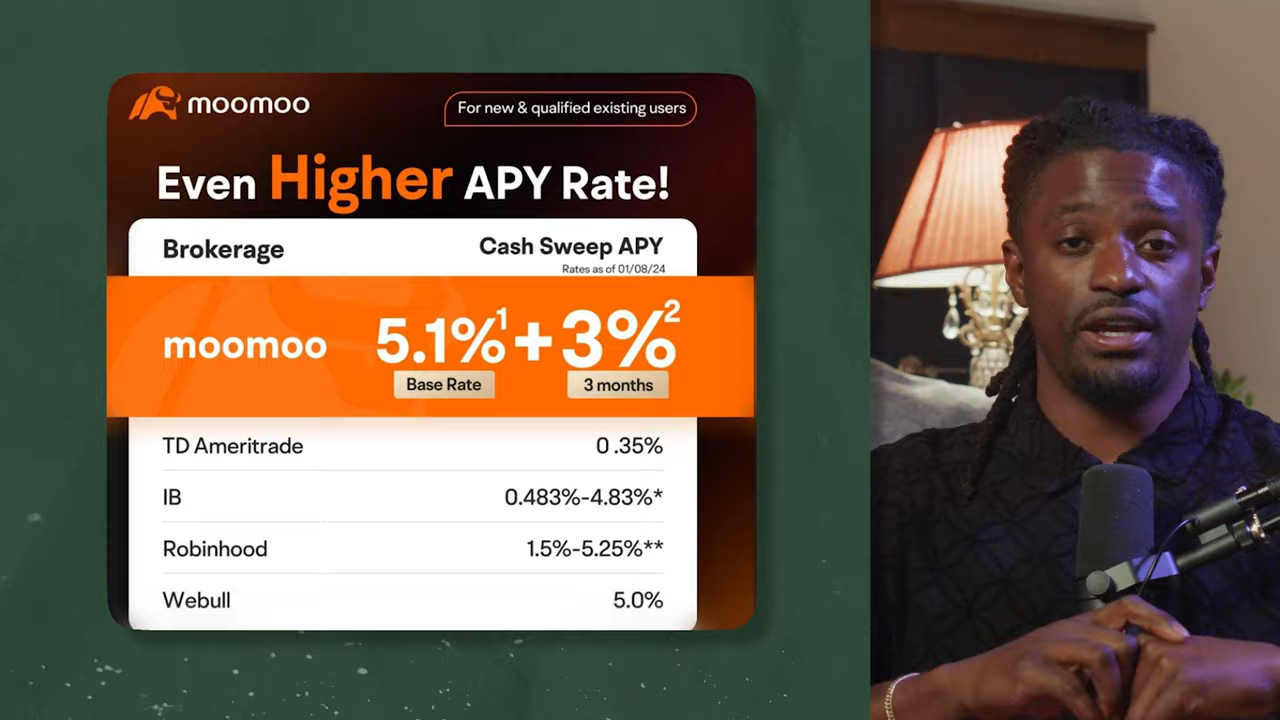 moomoo
For new & qualified existing users
Even Higher APY Rate!
Brokerage
Cash Sweep APY
Rates as of 01/08/24
moomoo
5.1%¹+3%²
Base Rate
3 months
TD Ameritrade
0.35%
IB
0.483%-4.83%*
Robinhood
1.5%-5.25%**
Webull
5.0%